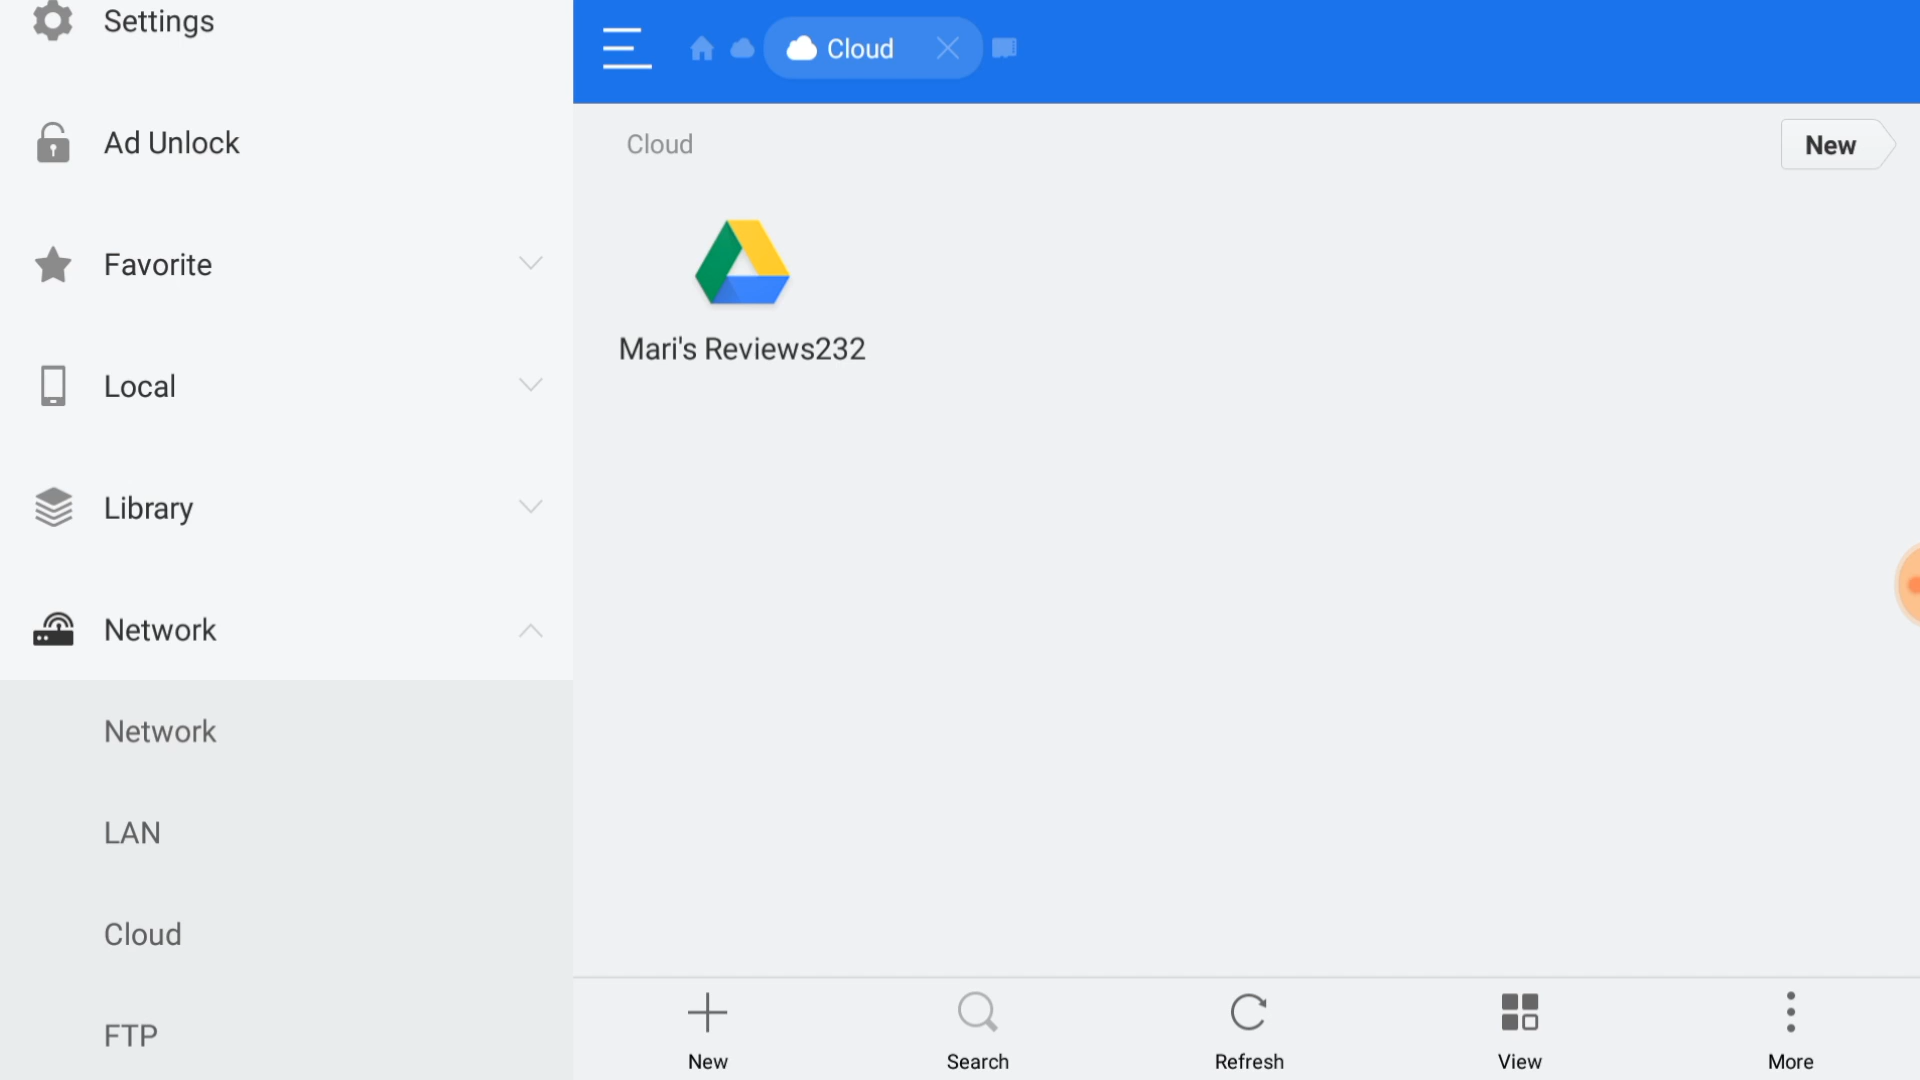 Settings
Ad Unlock
Favorite
Local
Library
Network
Network
LAN
Cloud
FTP
Cloud
Cloud
New
Mari's Reviews232
New
Search
Refresh
View
More